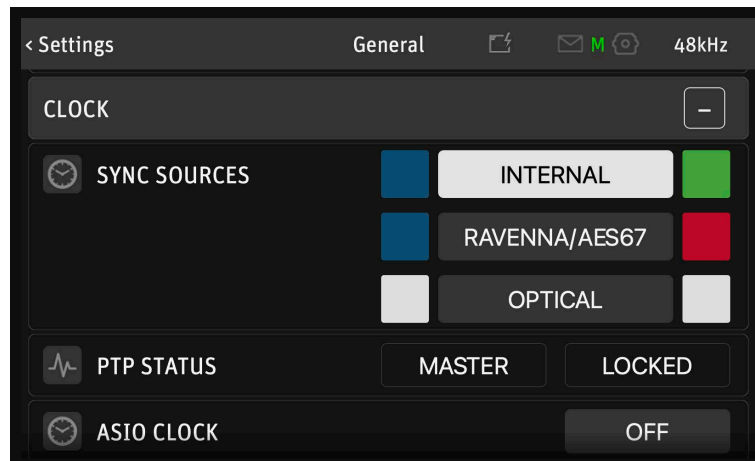 < Settings General M 48kHz
CLOCK –
SYNC SOURCES INTERNAL
RAVENNA/AES67
OPTICAL
PTP STATUS MASTER LOCKED
ASIO CLOCK OFF